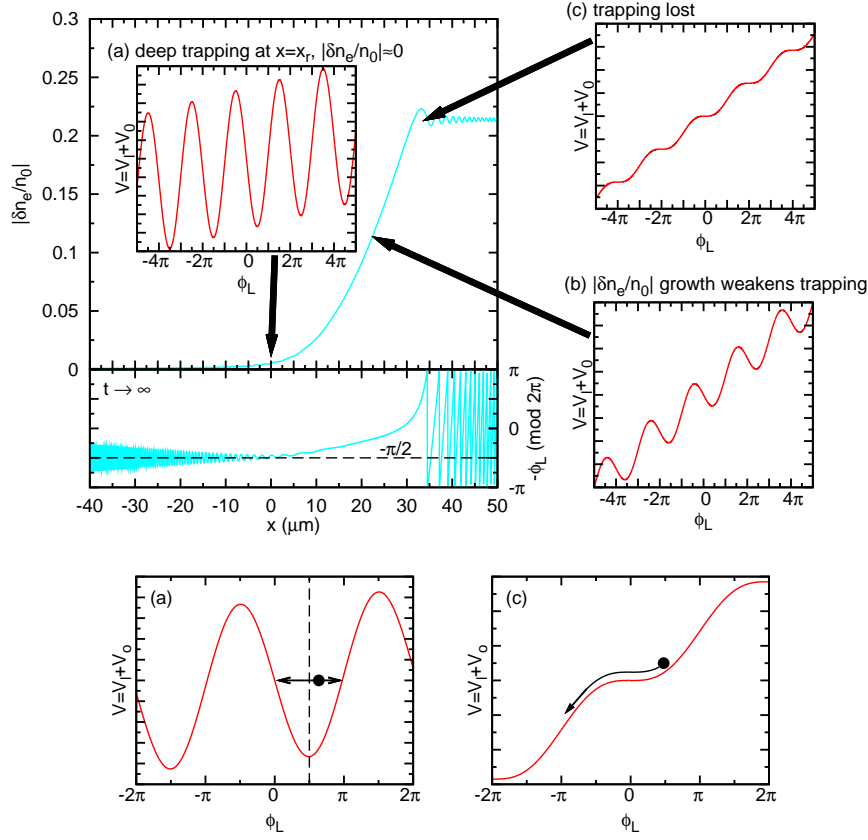 (a) deep trapping at x=x_r, |δn_e/n_0|≈0
0.3
0.25
0.2
0.15
0.1
0.05
0
|δn_e/n_0|
V=V_l+V_0
-4π -2π 0 2π 4π
ϕ_L
t → ∞
-π/2
π
0
-π
-ϕ_L (mod 2π)
-40 -30 -20 -10 0 10 20 30 40 50
x (μm)
(c) trapping lost
V=V_l+V_0
-4π -2π 0 2π 4π
ϕ_L
(b) |δn_e/n_0| growth weakens trapping
V=V_l+V_0
-4π -2π 0 2π 4π
ϕ_L
(a)
V=V_l+V_o
-2π -π 0 π 2π
ϕ_L
(c)
V=V_l+V_o
-2π -π 0 π 2π
ϕ_L